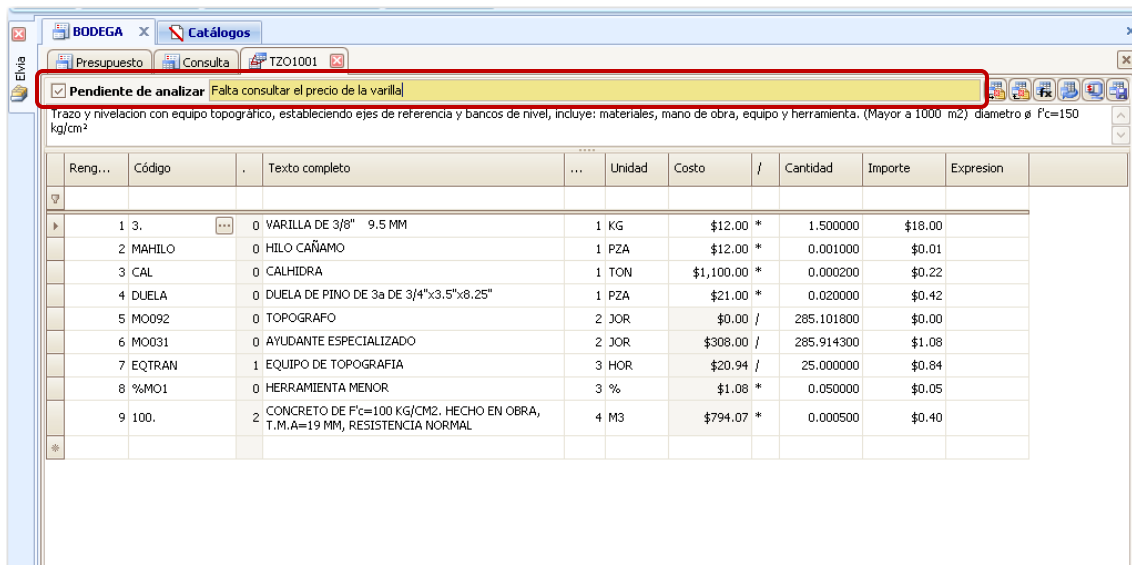 BODEGA X Catálogos
Elvia
Presupuesto Consulta TZO1001
Pendiente de analizar Falta consultar el precio de la varilla
Trazo y nivelacion con equipo topográfico, estableciendo ejes de referencia y bancos de nivel, incluye: materiales, mano de obra, equipo y herramienta. (Mayor a 1000 m2) diametro ø f'c=150
kg/cm²
Reng... Código . Texto completo ... Unidad Costo / Cantidad Importe Expresion
1 3. ... 0 VARILLA DE 3/8" 9.5 MM 1 KG $12.00 * 1.500000 $18.00
2 MAHILO 0 HILO CAÑAMO 1 PZA $12.00 * 0.001000 $0.01
3 CAL 0 CALHIDRA 1 TON $1,100.00 * 0.000200 $0.22
4 DUELA 0 DUELA DE PINO DE 3a DE 3/4"x3.5"x8.25" 1 PZA $21.00 * 0.020000 $0.42
5 MO092 0 TOPOGRAFO 2 JOR $0.00 / 285.101800 $0.00
6 MO031 0 AYUDANTE ESPECIALIZADO 2 JOR $308.00 / 285.914300 $1.08
7 EQTRAN 1 EQUIPO DE TOPOGRAFIA 3 HOR $20.94 / 25.000000 $0.84
8 %MO1 0 HERRAMIENTA MENOR 3 % $1.08 * 0.050000 $0.05
9 100. 2 CONCRETO DE F'c=100 KG/CM2. HECHO EN OBRA, 4 M3 $794.07 * 0.000500 $0.40
T.M.A=19 MM, RESISTENCIA NORMAL